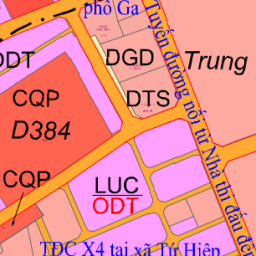 phố Ga
Tuyến đường nối từ Nhà thi đấu đến
ODT
DGD
Trung
CQP
DTS
D384
CQP
LUC
ODT
TĐC X4 tại xã Tứ Hiệp